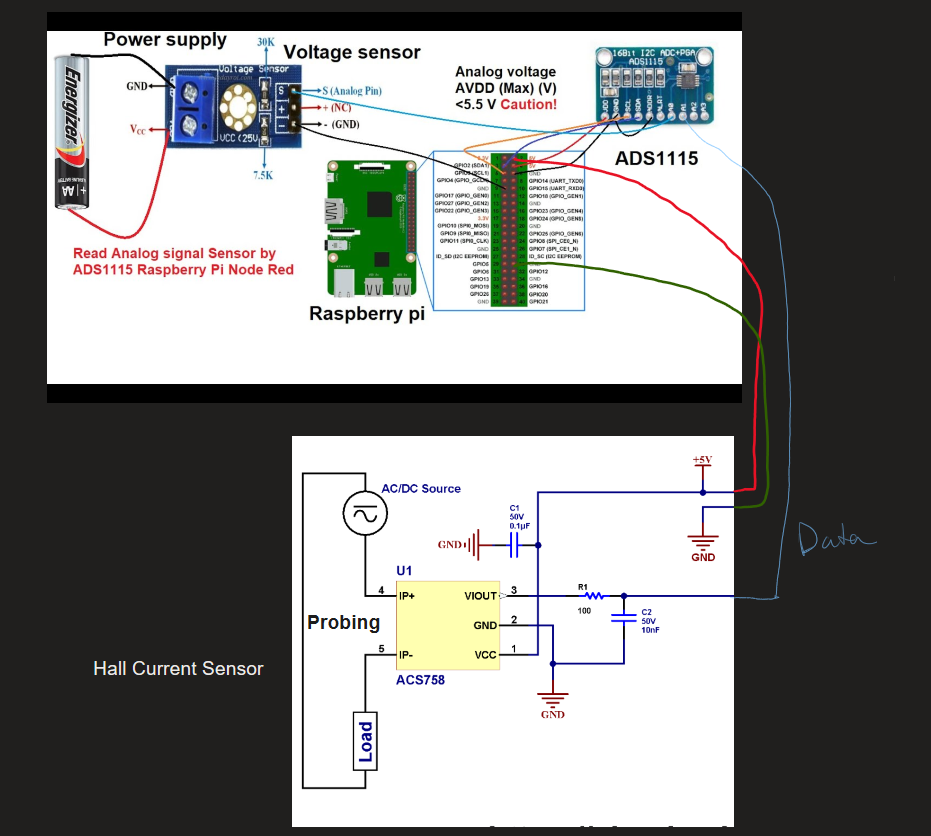 Power supply
30K
Voltage sensor
16Bit I2C ADC+PGA
ADS1115
Voltage Sensor
Energizer
AA
+
GND
S
S (Analog Pin)
+
+ (NC)
-
- (GND)
VCC
VCC<25V
7.5K
Analog voltage
AVDD (Max) (V)
<5.5 V Caution!
VDD GND SCL SDA ADDR ALRT A0 A1 A2 A3
ADS1115
3.3V
5V
GPIO2 (SDA1)
5V
GPIO3 (SCL1)
GND
GPIO4 (GPIO_GCLK)
GPIO14 (UART_TXD0)
GND
GPIO15 (UART_RXD0)
GPIO17 (GPIO_GEN0)
GPIO18 (GPIO_GEN1)
GPIO27 (GPIO_GEN2)
GND
GPIO22 (GPIO_GEN3)
GPIO23 (GPIO_GEN4)
3.3V
GPIO24 (GPIO_GEN5)
GPIO10 (SPI0_MOSI)
GND
GPIO9 (SPI0_MISO)
GPIO25 (GPIO_GEN6)
GPIO11 (SPI0_CLK)
GPIO8 (SPI_CE0_N)
GND
GPIO7 (SPI_CE1_N)
ID_SD (I2C EEPROM)
ID_SC (I2C EEPROM)
GPIO5
GPIO6
GPIO12
GPIO13
GND
GPIO19
GPIO16
GPIO26
GPIO20
GND
GPIO21
Read Analog signal Sensor by
ADS1115 Raspberry Pi Node Red
Raspberry pi
Data
Hall Current Sensor
AC/DC Source
+5V
C1
50V
0.1µF
GND
GND
U1
4
IP+
VIOUT
3
R1
100
C2
50V
10nF
Probing
GND
2
5
IP-
VCC
1
ACS758
GND
Load